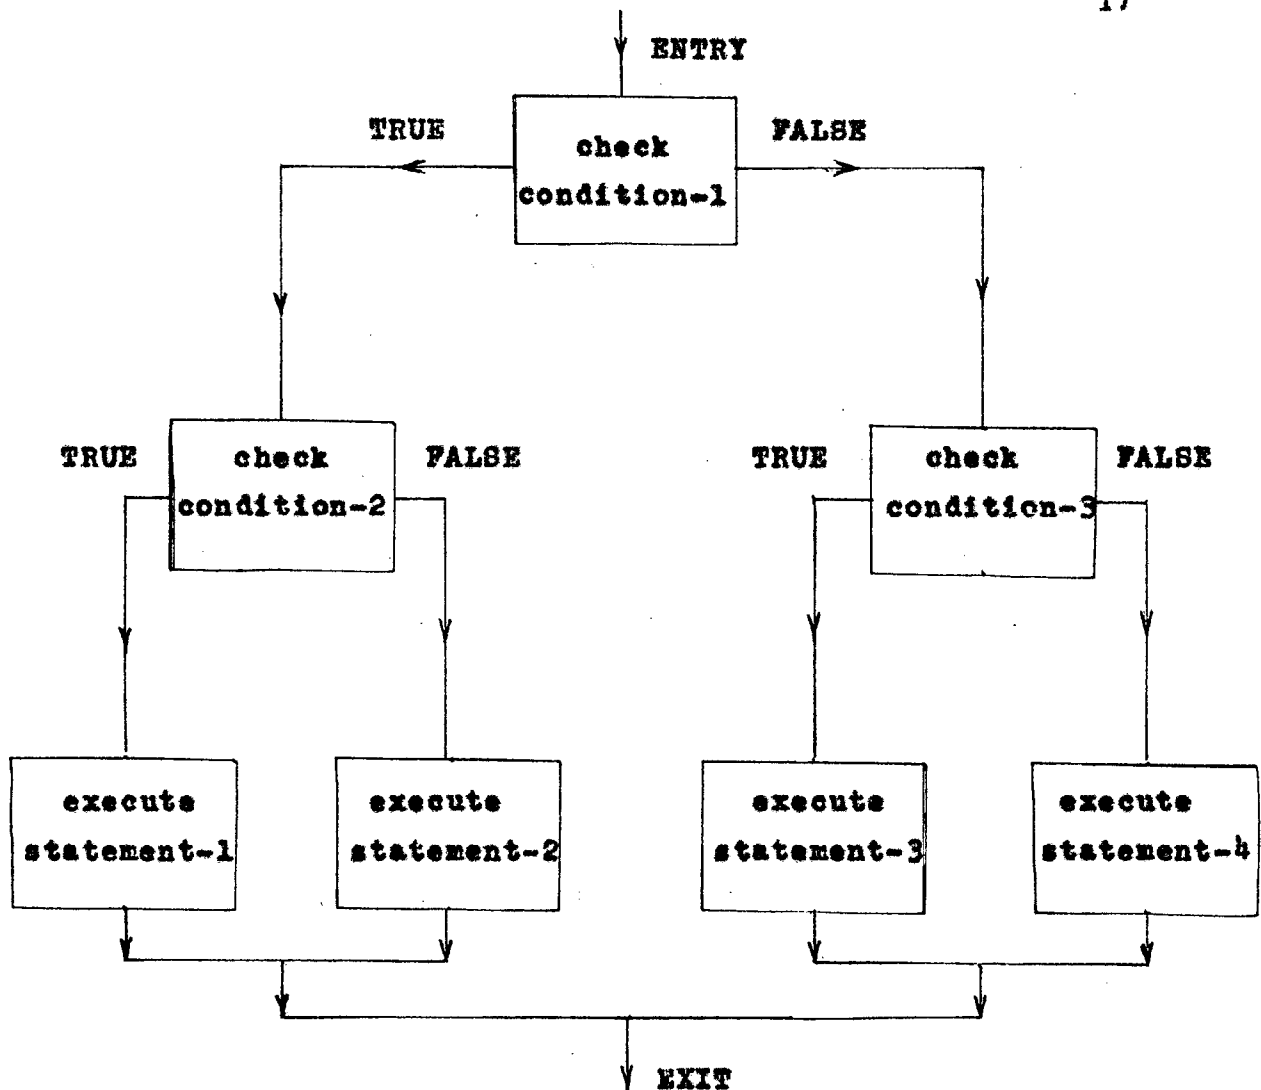 17
ENTRY
TRUE
FALSE
check
condition-1
TRUE
check
condition-2
FALSE
TRUE
check
condition-3
FALSE
execute
statement-1
execute
statement-2
execute
statement-3
execute
statement-4
EXIT